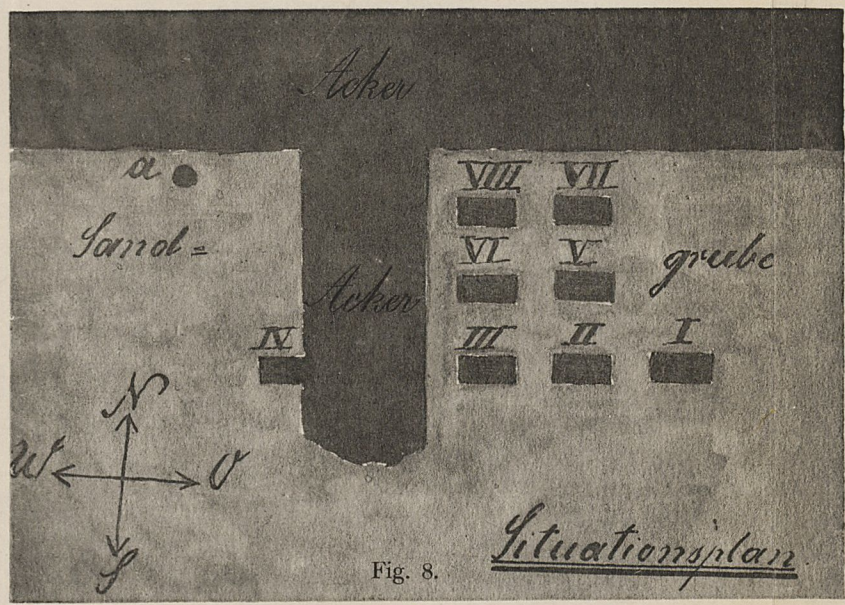 Acker
a
VIII VII
Sand= grube
VI V
Acker
IV III II I
N
W O
S
Situationsplan
Fig. 8.